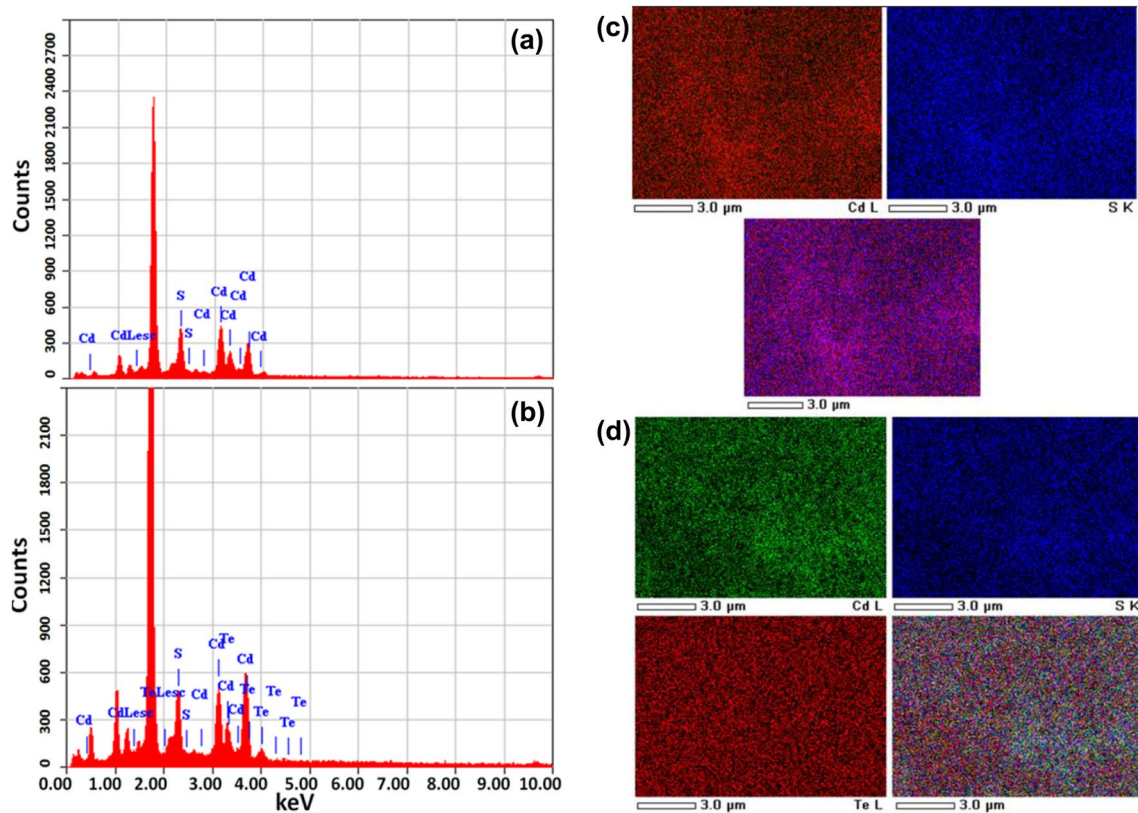 (a)
Counts
2700
2400
2100
1800
1500
1200
900
600
300
0
Cd
CdLesc
S
S
Cd
Cd
Cd
Cd
Cd
Cd
(b)
Counts
2100
1800
1500
1200
900
600
300
0
Cd
CdLesc
TeLesc
S
S
Cd
Cd
Te
Cd
Cd
Cd
Te
Te
Te
Te
Te
0.00 1.00 2.00 3.00 4.00 5.00 6.00 7.00 8.00 9.00 10.00
keV
(c)
3.0 µm Cd L
3.0 µm S K
3.0 µm
(d)
3.0 µm Cd L
3.0 µm S K
3.0 µm Te L
3.0 µm